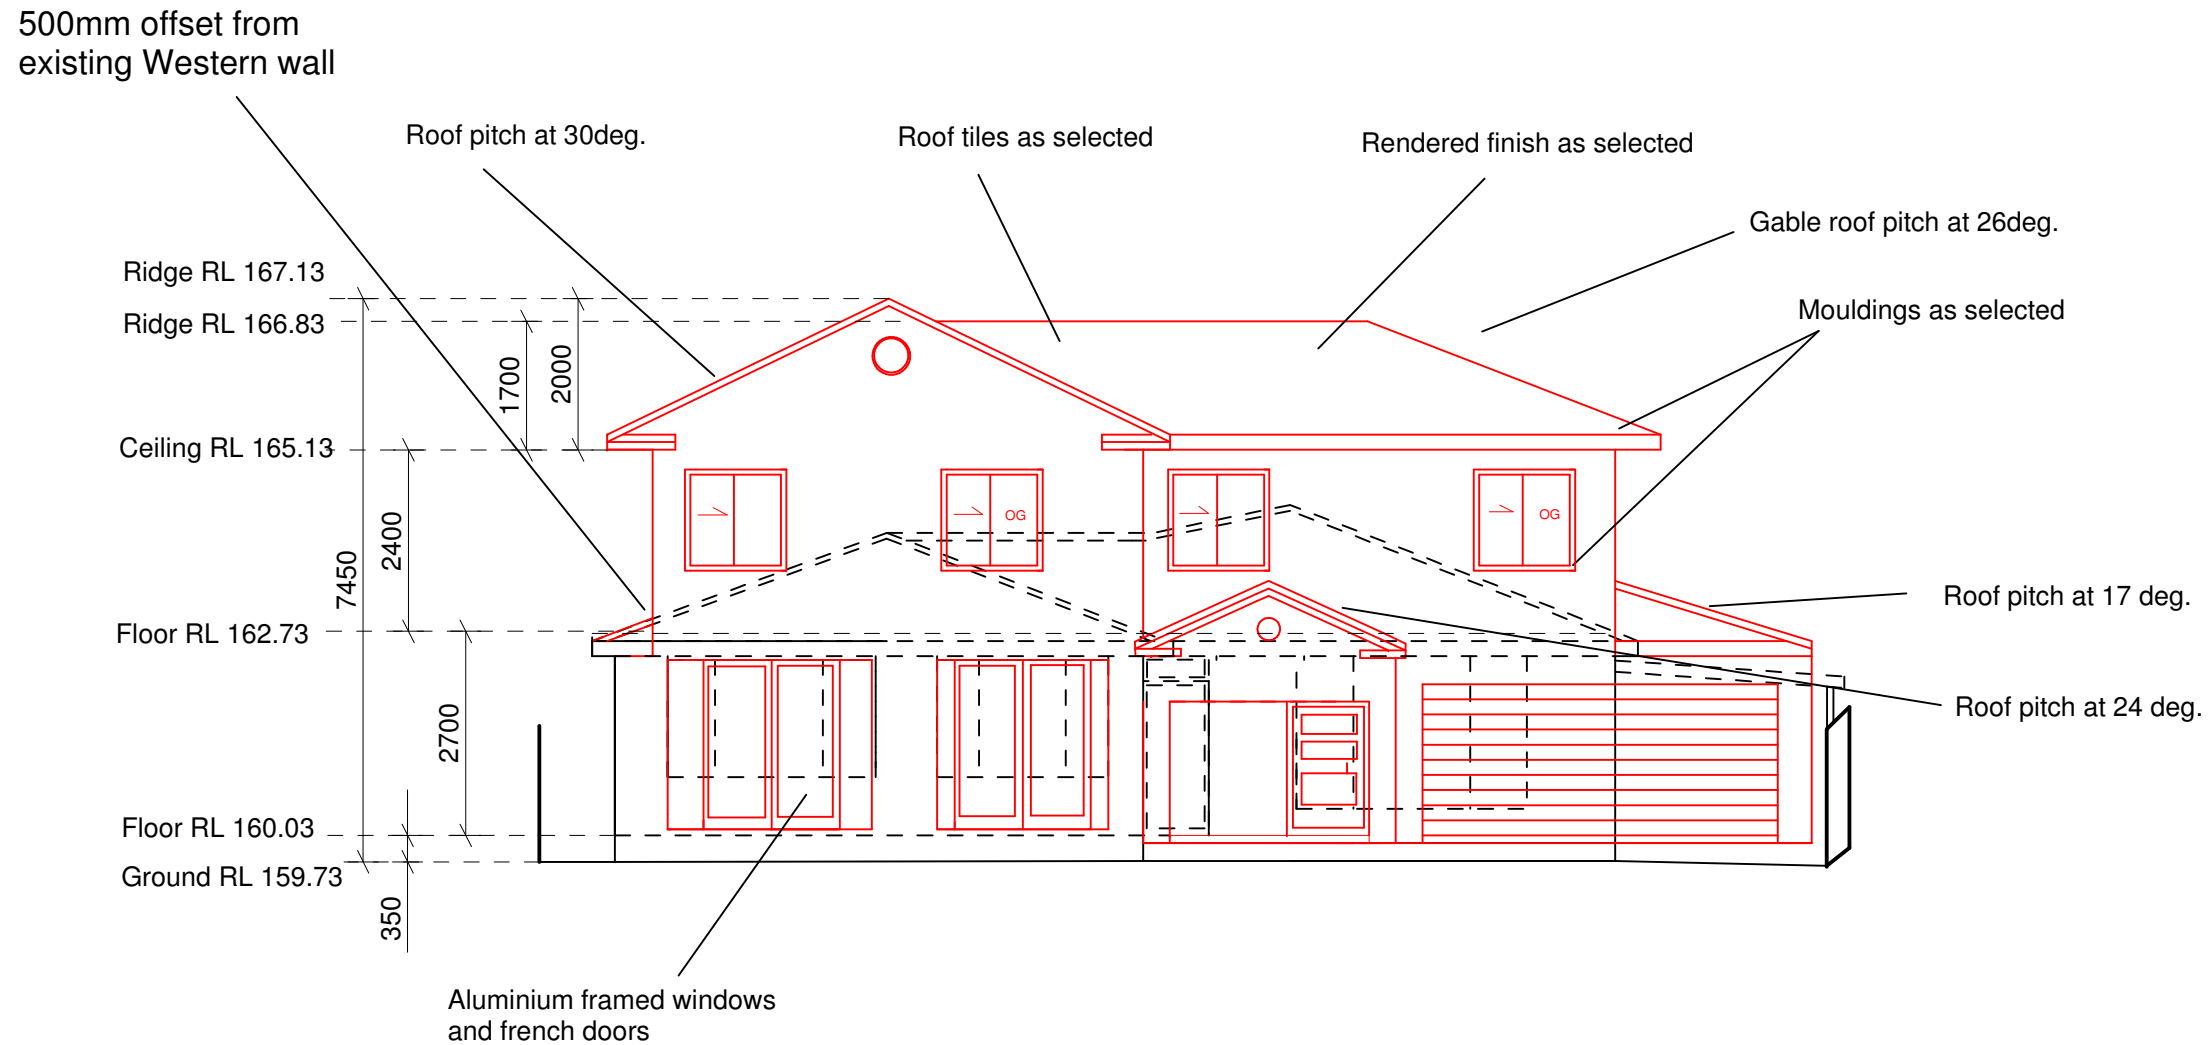 500mm offset from
existing Western wall
Roof pitch at 30deg.
Roof tiles as selected
Rendered finish as selected
Gable roof pitch at 26deg.
Mouldings as selected
Ridge RL 167.13
Ridge RL 166.83
1700
2000
Ceiling RL 165.13
2400
7450
OG
OG
Roof pitch at 17 deg.
Floor RL 162.73
2700
Roof pitch at 24 deg.
Floor RL 160.03
Ground RL 159.73
350
Aluminium framed windows
and french doors